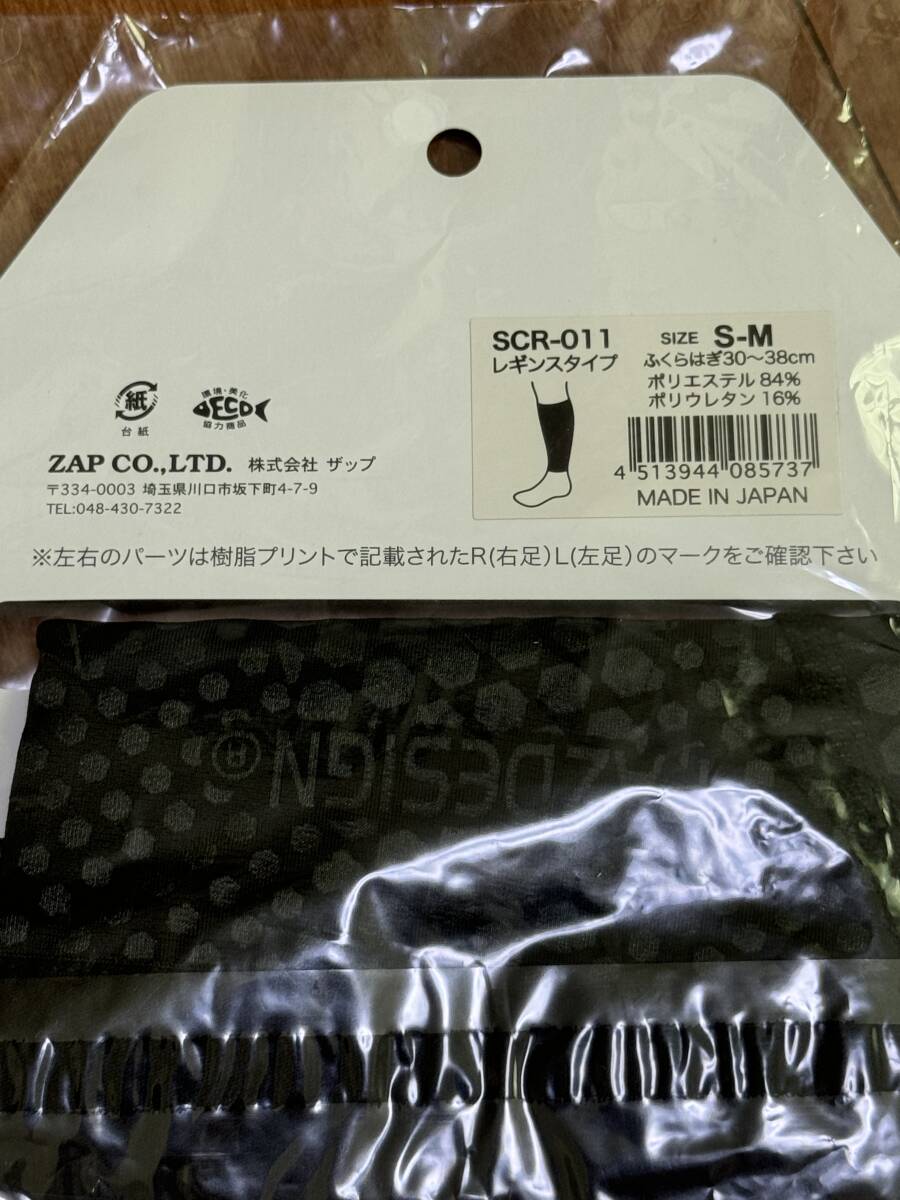 SCR-011
レギンスタイプ
SIZE S-M
ふくらはぎ30〜38cm
ポリエステル 84%
ポリウレタン 16%
4 513944 085737
MADE IN JAPAN
紙
台紙
環境・美化
ECO
協力商品
ZAP CO.,LTD. 株式会社 ザップ
〒334-0003 埼玉県川口市坂下町4-7-9
TEL:048-430-7322
※左右のパーツは樹脂プリントで記載されたR(右足)L(左足)のマークをご確認下さい
DESIGN